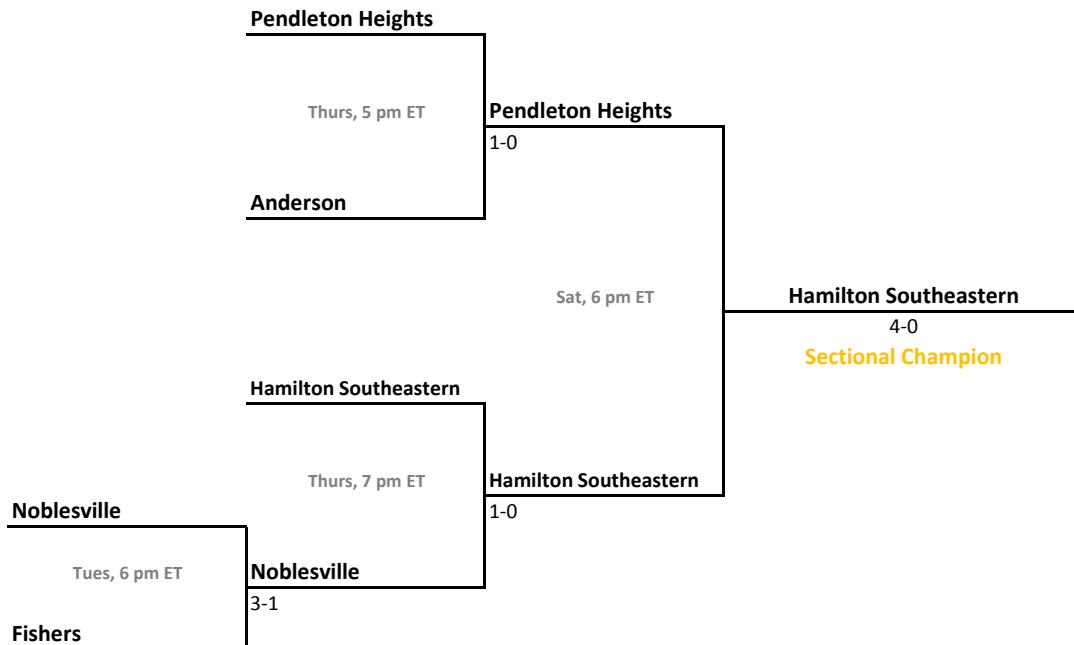 Pendleton Heights
Thurs, 5 pm ET
Pendleton Heights
1-0
Anderson
Sat, 6 pm ET
Hamilton Southeastern
4-0
Sectional Champion
Hamilton Southeastern
Thurs, 7 pm ET
Hamilton Southeastern
1-0
Noblesville
Tues, 6 pm ET
Noblesville
3-1
Fishers